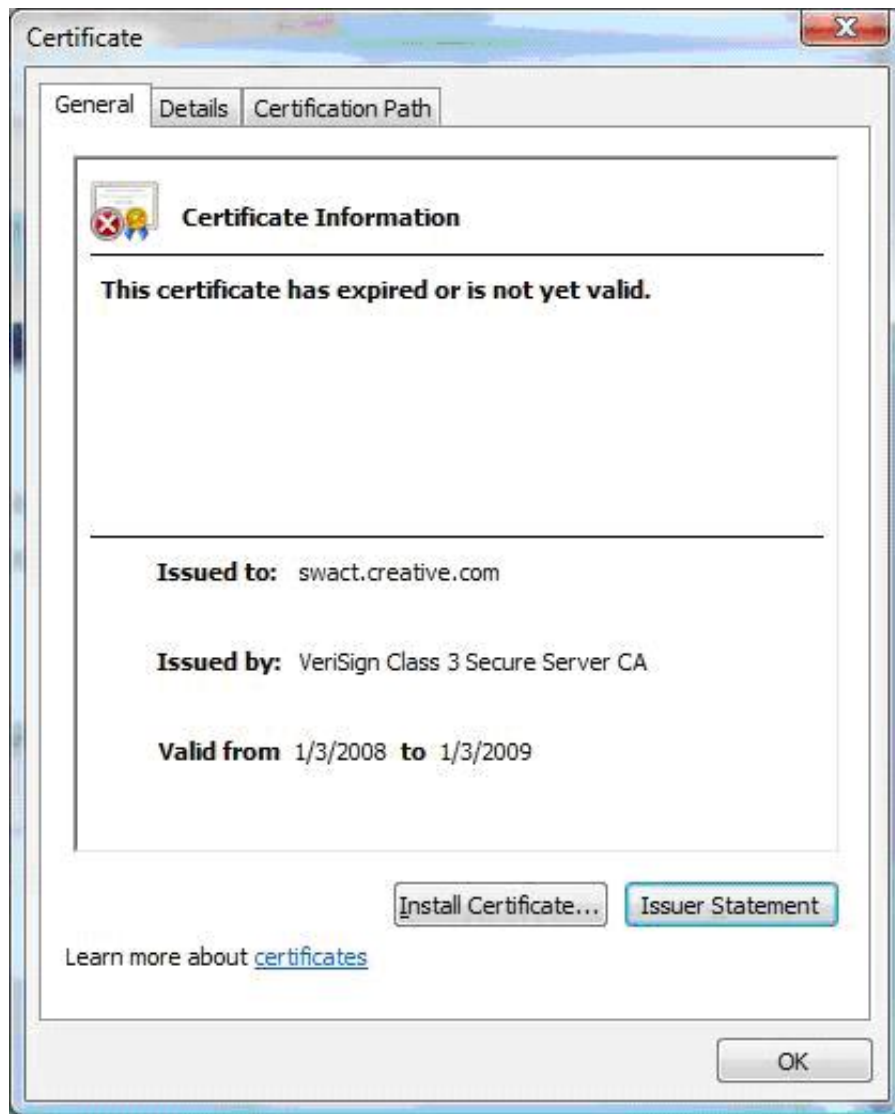 Certificate
General Details Certification Path
Certificate Information
This certificate has expired or is not yet valid.
Issued to: swact.creative.com
Issued by: VeriSign Class 3 Secure Server CA
Valid from 1/3/2008 to 1/3/2009
Install Certificate... Issuer Statement
Learn more about certificates
OK